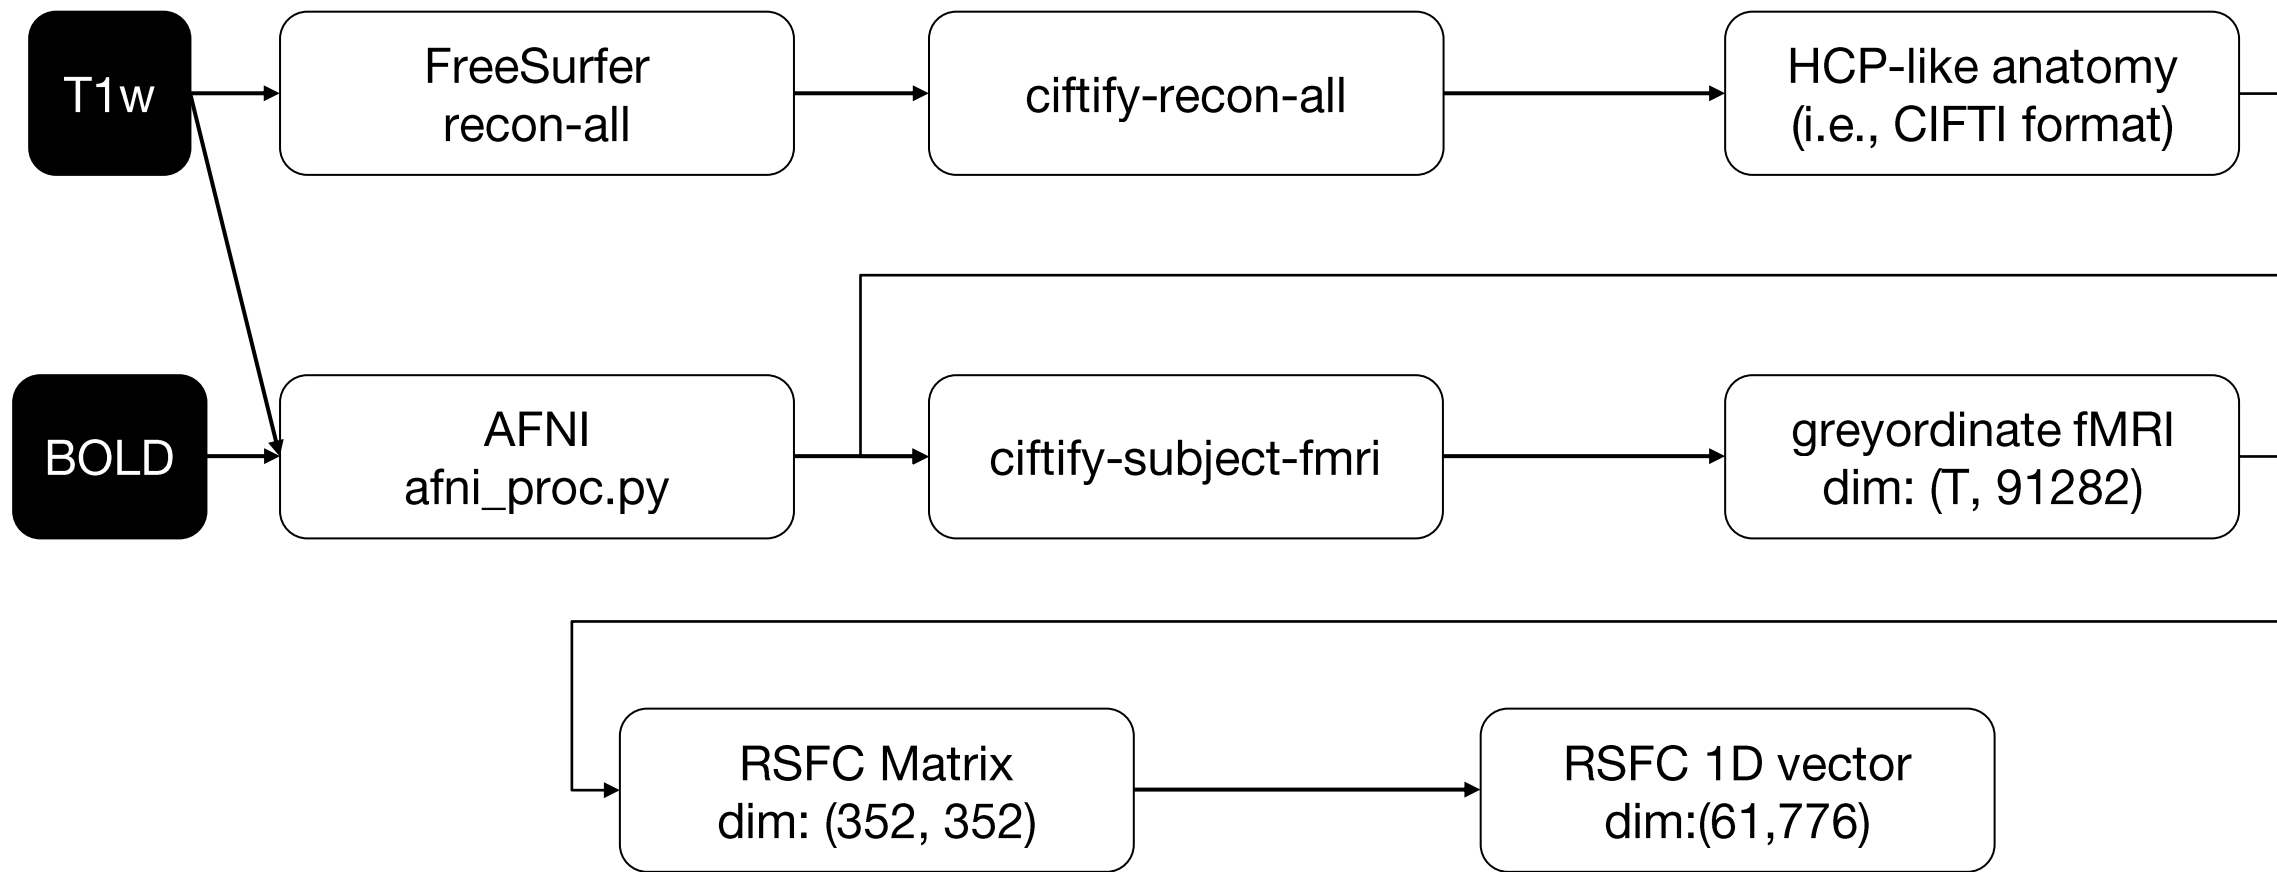 T1w
FreeSurfer
recon-all
ciftify-recon-all
HCP-like anatomy
(i.e., CIFTI format)
BOLD
AFNI
afni_proc.py
ciftify-subject-fmri
greyordinate fMRI
dim: (T, 91282)
RSFC Matrix
dim: (352, 352)
RSFC 1D vector
dim:(61,776)